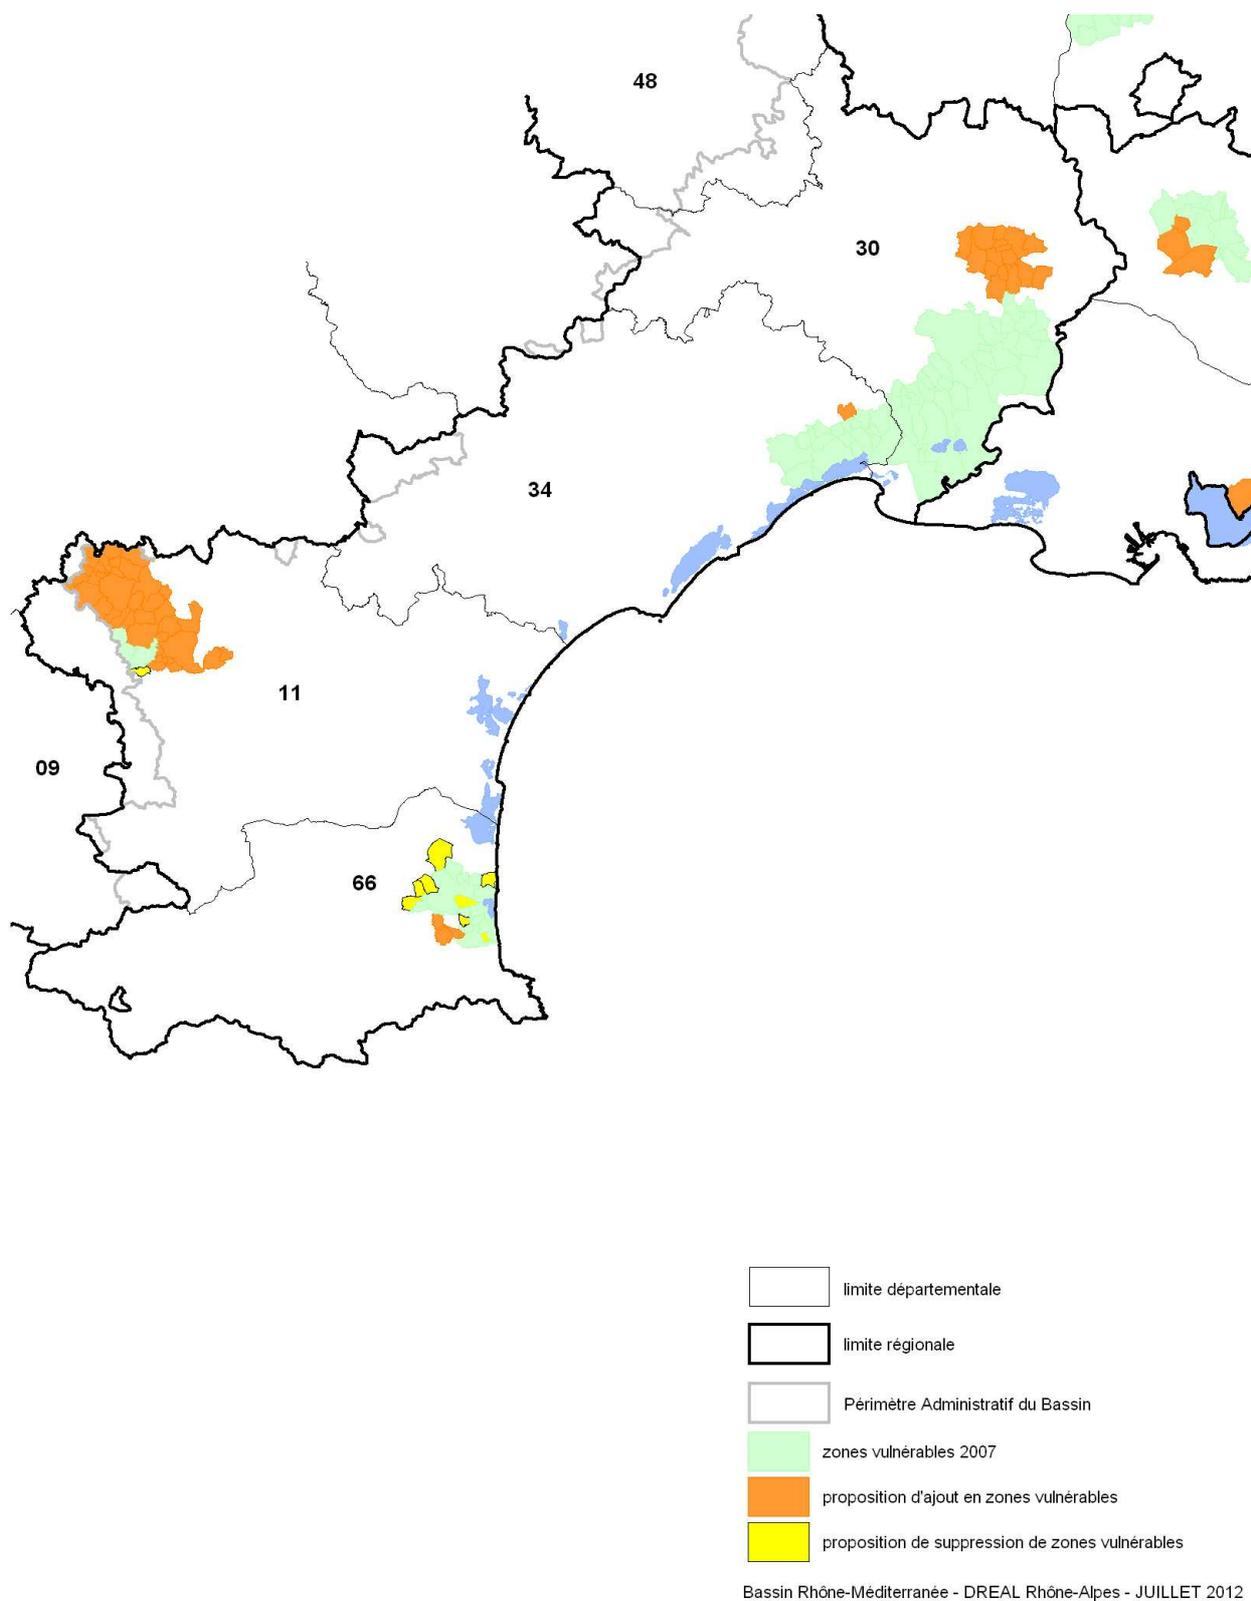 48
30
34
11
09
66
limite départementale
limite régionale
Périmètre Administratif du Bassin
zones vulnérables 2007
proposition d'ajout en zones vulnérables
proposition de suppression de zones vulnérables
Bassin Rhône-Méditerranée - DREAL Rhône-Alpes - JUILLET 2012